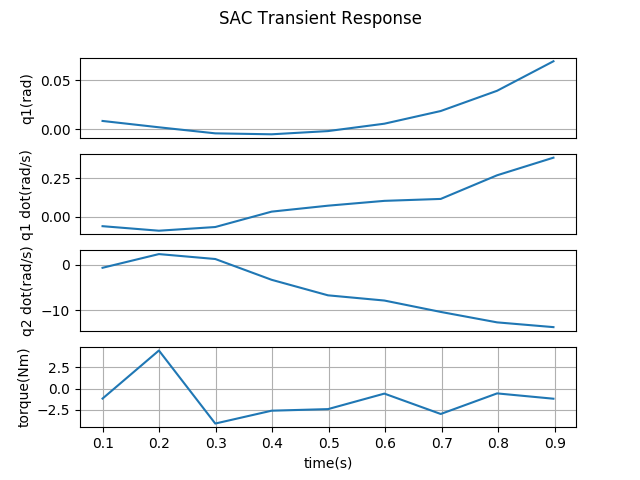 SAC Transient Response
q1(rad)
0.05
0.00
q1 dot(rad/s)
0.25
0.00
q2 dot(rad/s)
0
−10
torque(Nm)
2.5
0.0
−2.5
0.1 0.2 0.3 0.4 0.5 0.6 0.7 0.8 0.9
time(s)